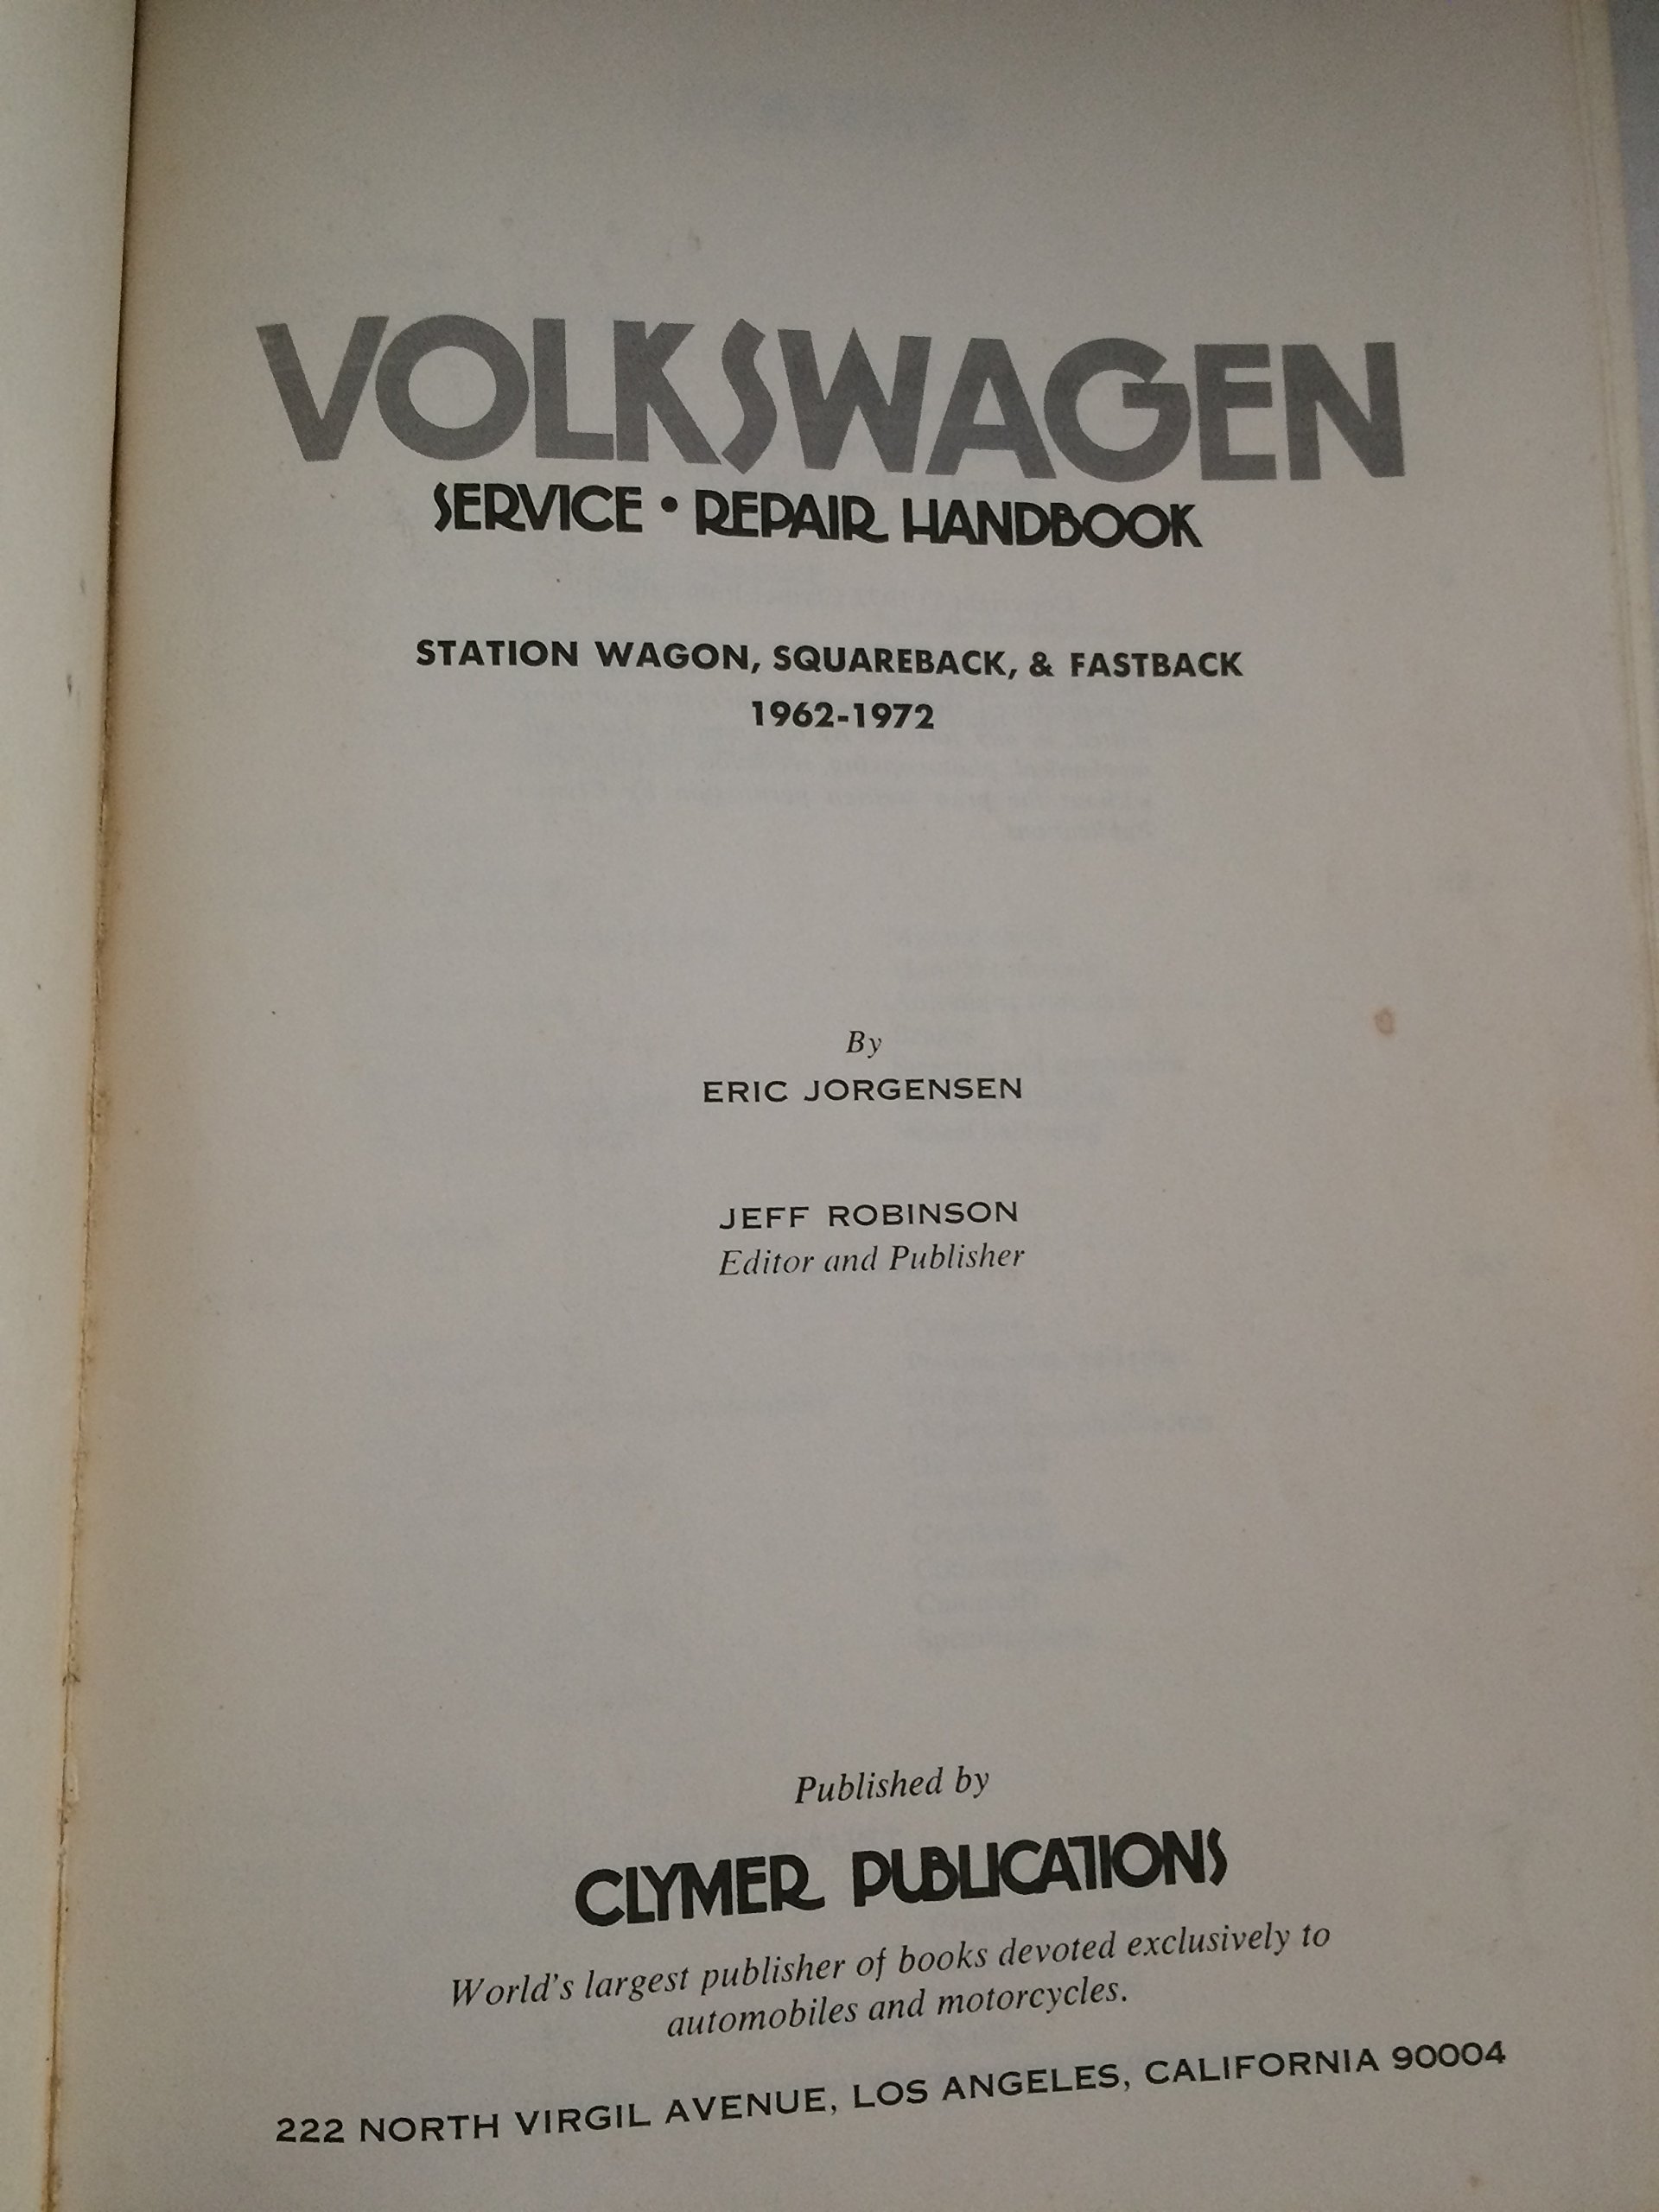 VOLKSWAGEN
SERVICE • REPAIR HANDBOOK
STATION WAGON, SQUAREBACK, & FASTBACK
1962-1972
By
ERIC JORGENSEN
JEFF ROBINSON
Editor and Publisher
Published by
CLYMER PUBLICATIONS
World's largest publisher of books devoted exclusively to
automobiles and motorcycles.
222 NORTH VIRGIL AVENUE, LOS ANGELES, CALIFORNIA 90004